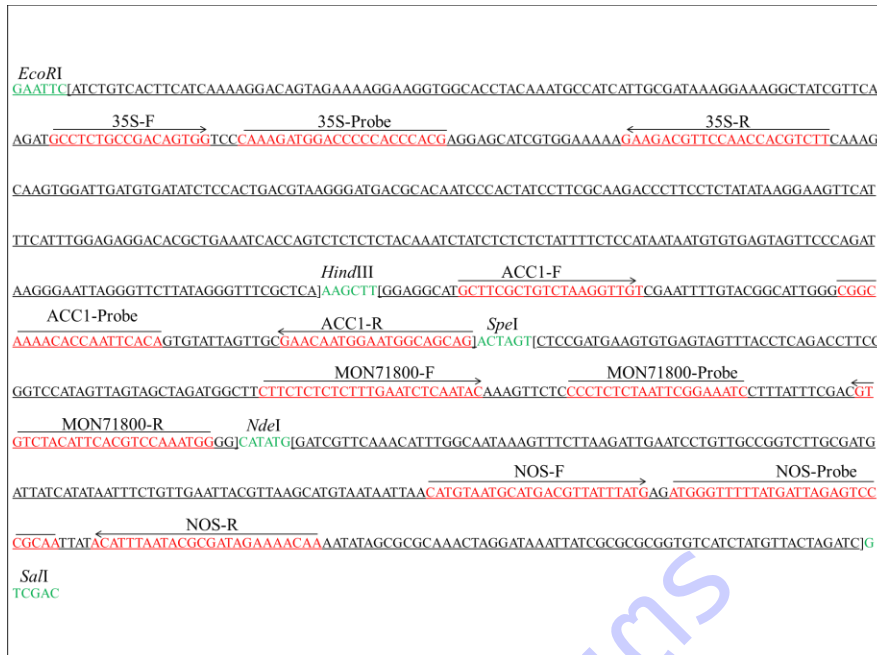 EcoRI
GAATTC[ATCTGTCACTTCATCAAAAGGACAGTAGAAAAGGAAGGTGGCACCTACAAATGCCATCATTGCGATAAAGGAAAGGCTATCGTTCA
35S-F 35S-Probe 35S-R
AGATGCCTCTGCCGACAGTGGTCCCAAAGATGGACCCCCACCCACGAGGAGCATCGTGGAAAAAGAAGACGTTCCAACCACGTCTTCAAAG
CAAGTGGATTGATGTGATATCTCCACTGACGTAAGGGATGACGCACAATCCCACTATCCTTCGCAAGACCCTTCCTCTATATAAGGAAGTTCAT
TTCATTTGGAGAGGACACGCTGAAATCACCAGTCTCTCTCTACAAATCTATCTCTCTCTATTTTCTCCATAATAATGTGTGAGTAGTTCCCAGAT
HindIII ACC1-F
AAGGGAATTAGGGTTCTTATAGGGTTTCGCTCA]AAGCTT[GGAGGCATGCTTCGCTGTCTAAGGTTGTCGAATTTTGTACGGCATTGGGCGGC
ACC1-Probe ACC1-R SpeI
AAAACACCAATTCACAGTGTATTAGTTGCGAACAATGGAATGGCAGCAG]ACTAGT[CTCCGATGAAGTGTGAGTAGTTTACCTCAGACCTTCC
MON71800-F MON71800-Probe
GGTCCATAGTTAGTAGCTAGATGGCTTCTTCTCTCTCTTTGAATCTCAATACAAAGTTCTCCCCTCTCTAATTCGGAAATCCTTTATTTCGACGT
MON71800-R NdeI
GTCTACATTCACGTCCAAATGGGG]CATATG[GATCGTTCAAACATTTGGCAATAAAGTTTCTTAAGATTGAATCCTGTTGCCGGTCTTGCGATG
NOS-F NOS-Probe
ATTATCATATAATTTCTGTTGAATTACGTTAAGCATGTAATAATTAACATGTAATGCATGACGTTATTTATGAGATGGGTTTTTATGATTAGAGTCC
NOS-R
CGCAATTATACATTTAATACGCGATAGAAAACAAAATATAGCGCGCAAACTAGGATAAATTATCGCGCGCGGTGTCATCTATGTTACTAGATC]G
SalI
TCGAC